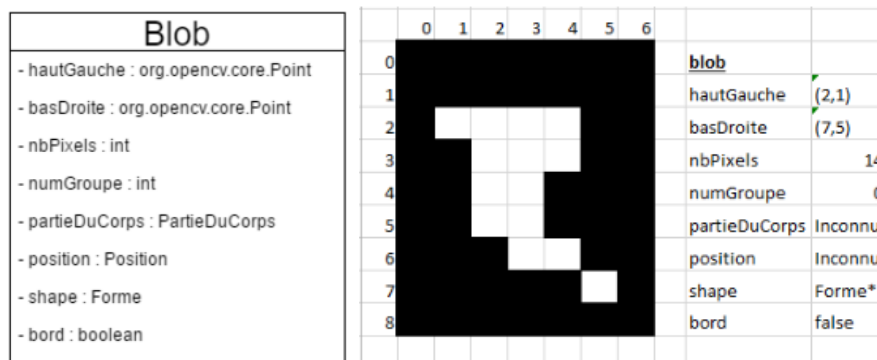 Blob
- hautGauche : org.opencv.core.Point
- basDroite : org.opencv.core.Point
- nbPixels : int
- numGroupe : int
- partieDuCorps : PartieDuCorps
- position : Position
- shape : Forme
- bord : boolean
0 1 2 3 4 5 6
0
1
2
3
4
5
6
7
8
blob
hautGauche (2,1)
basDroite (7,5)
nbPixels 14
numGroupe 0
partieDuCorps Inconnu
position Inconnu
shape Forme*
bord false